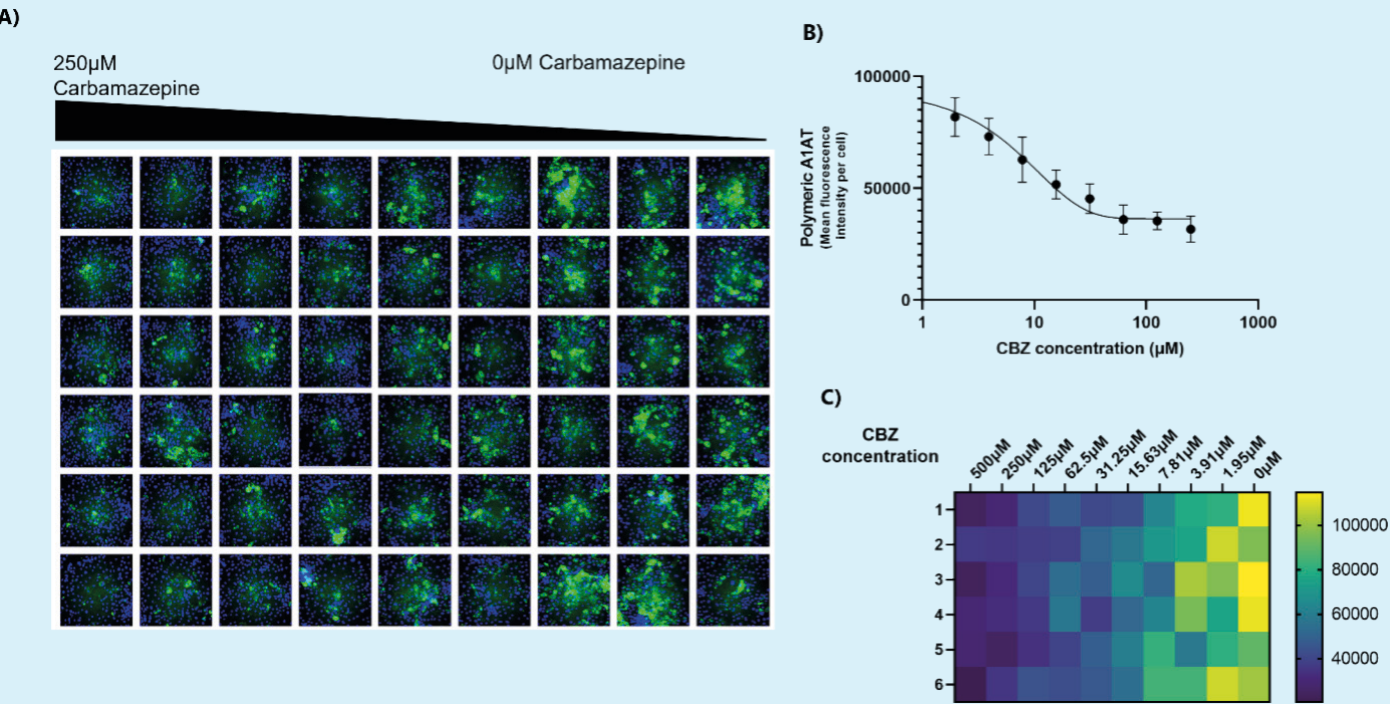 A)
250µM
Carbamazepine
0µM Carbamazepine
B)
100000
50000
0
Polymeric A1AT
(Mean fluorescence
intensity per cell)
1
10
100
1000
CBZ concentration (µM)
C)
CBZ
concentration
500µM
250µM
125µM
62.5µM
31.25µM
15.63µM
7.81µM
3.91µM
1.95µM
0µM
1
2
3
4
5
6
100000
80000
60000
40000